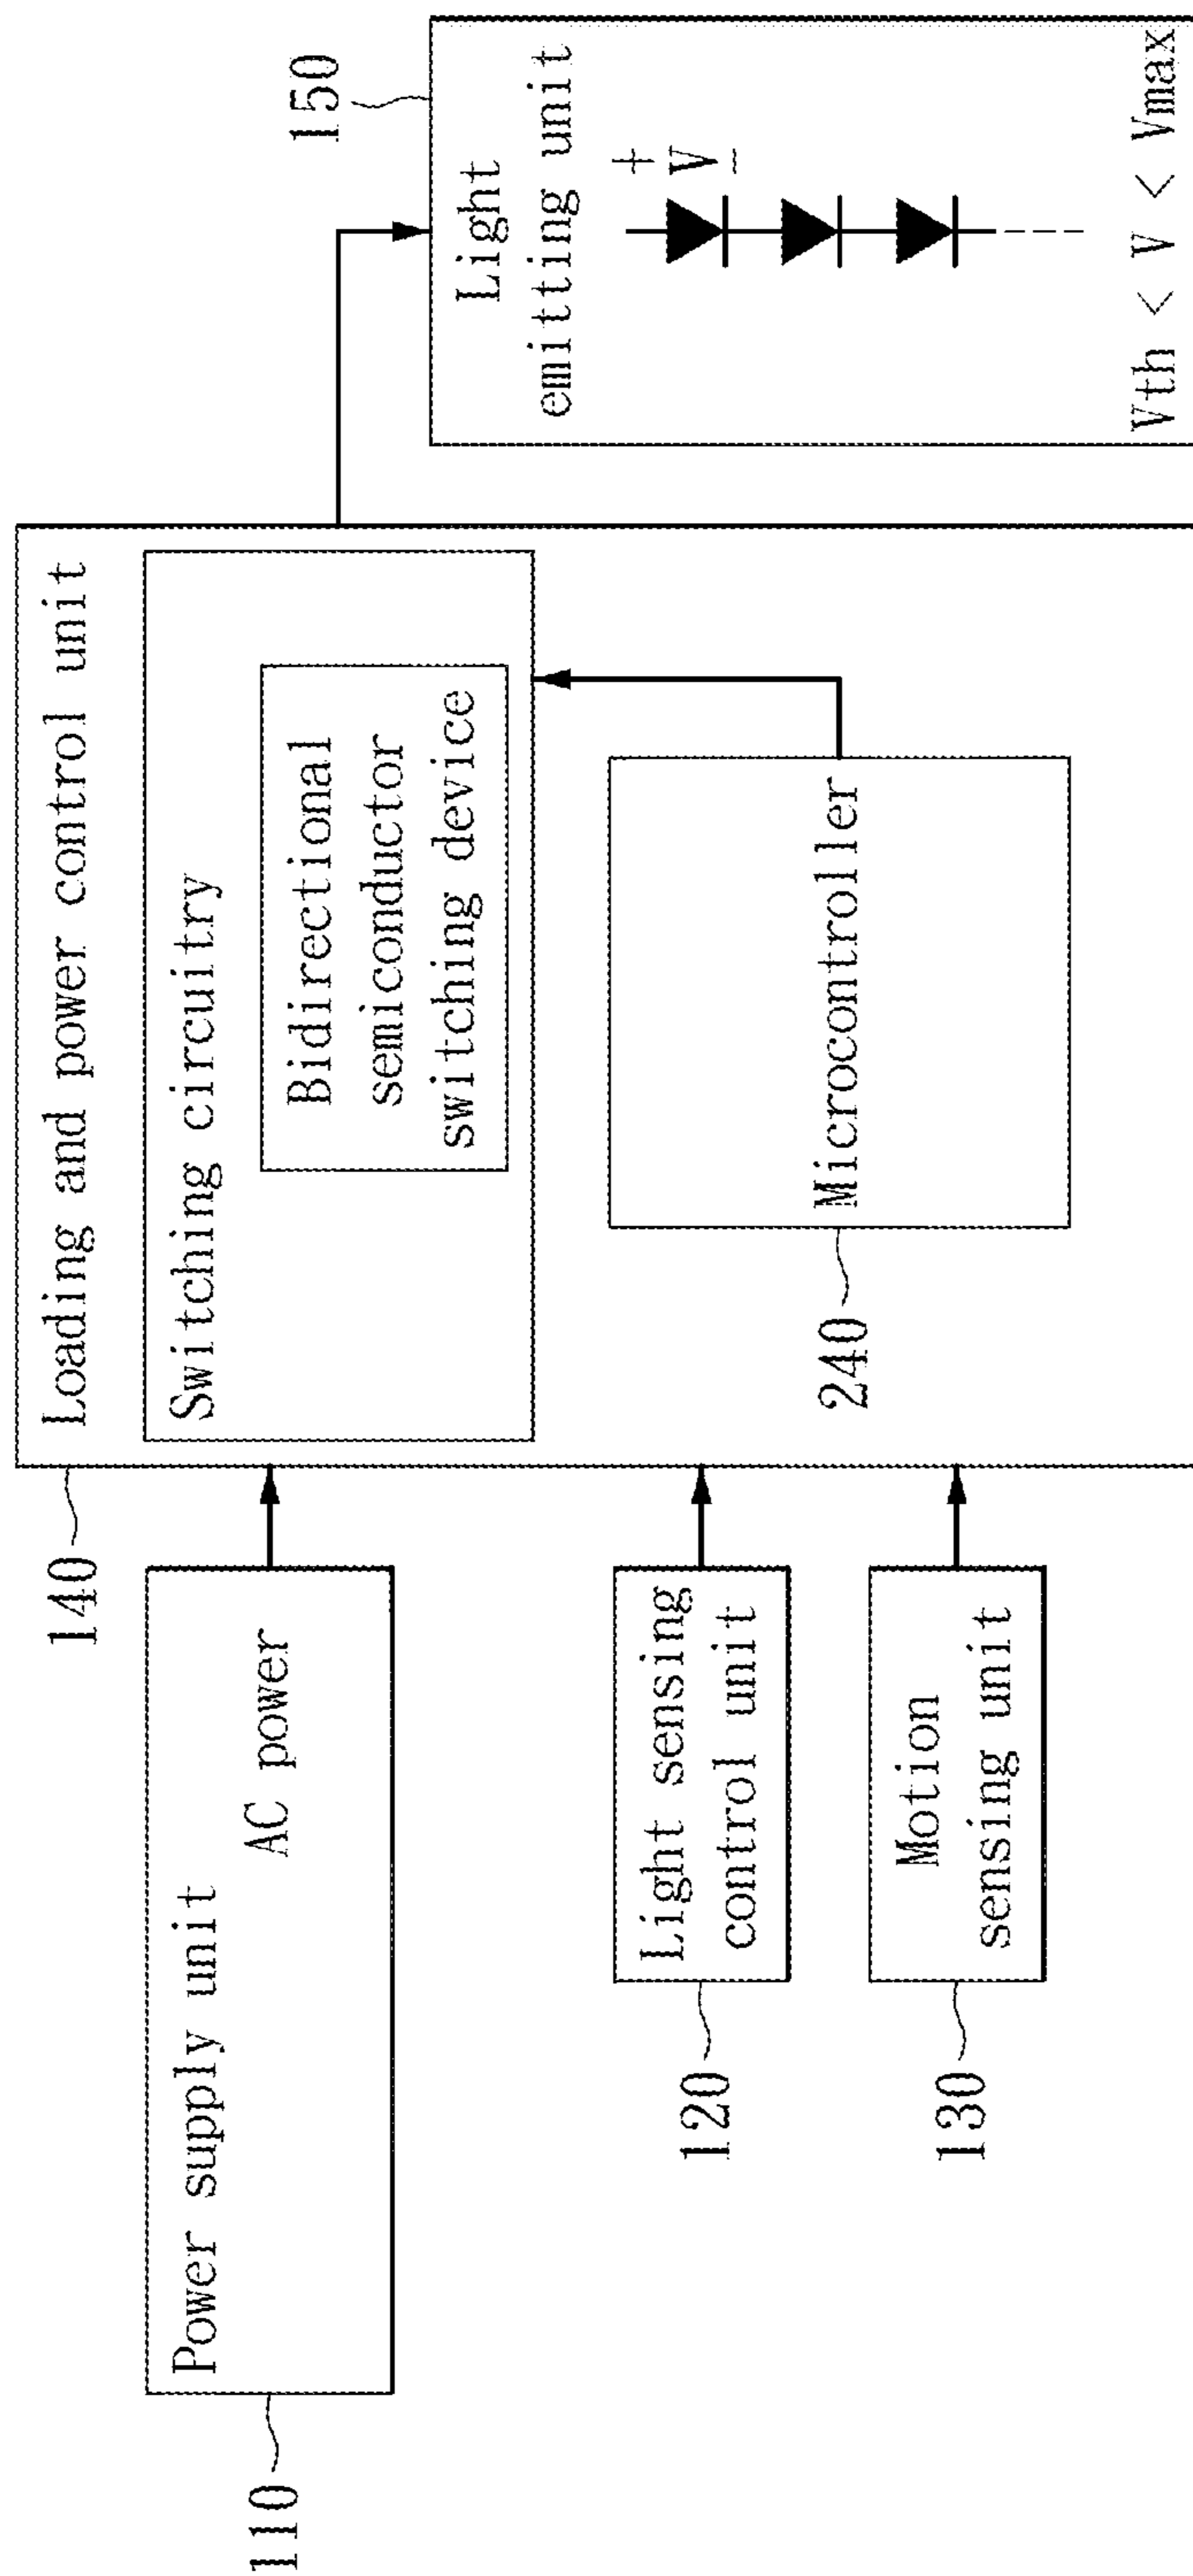 140
Loading and power control unit
Power supply unit
AC power
110
Switching circuitry
Bidirectional
semiconductor
switching device
150
Light
emitting unit
+
V
-
Vth < V < Vmax
Light sensing
control unit
120
Motion
sensing unit
130
Microcontroller
240